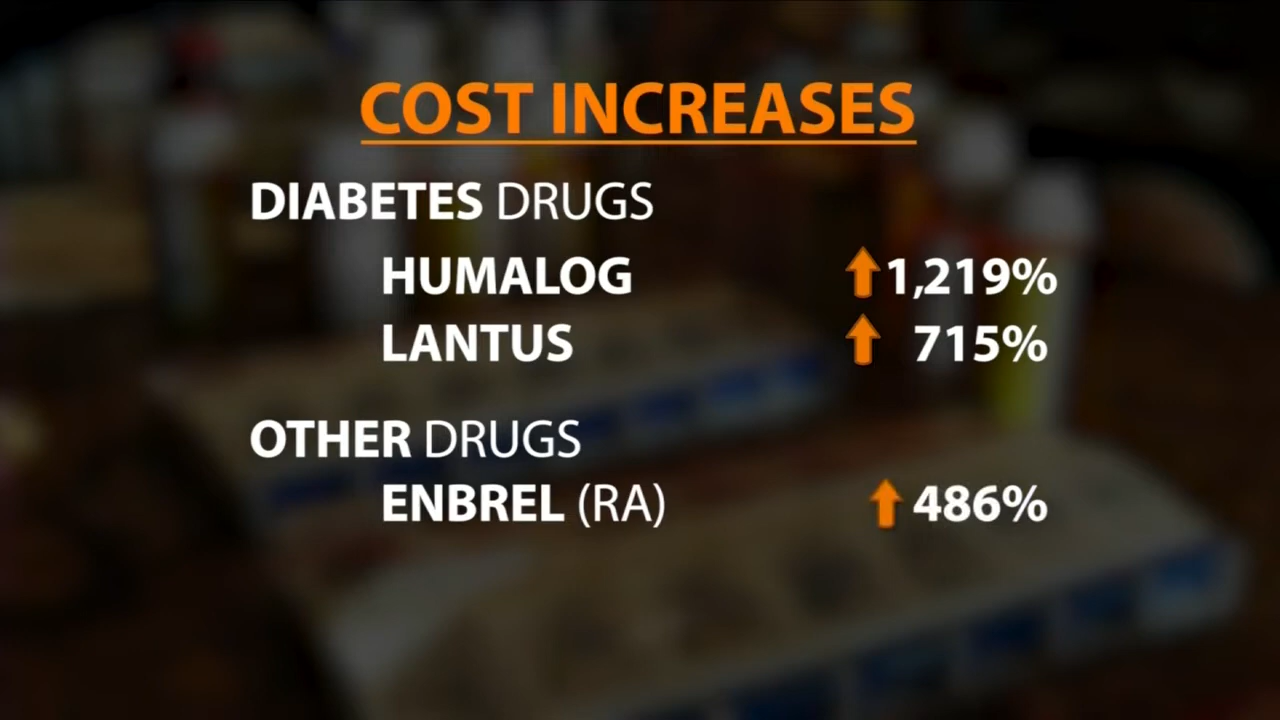 COST INCREASES
DIABETES DRUGS
HUMALOG 1,219%
LANTUS 715%
OTHER DRUGS
ENBREL (RA) 486%